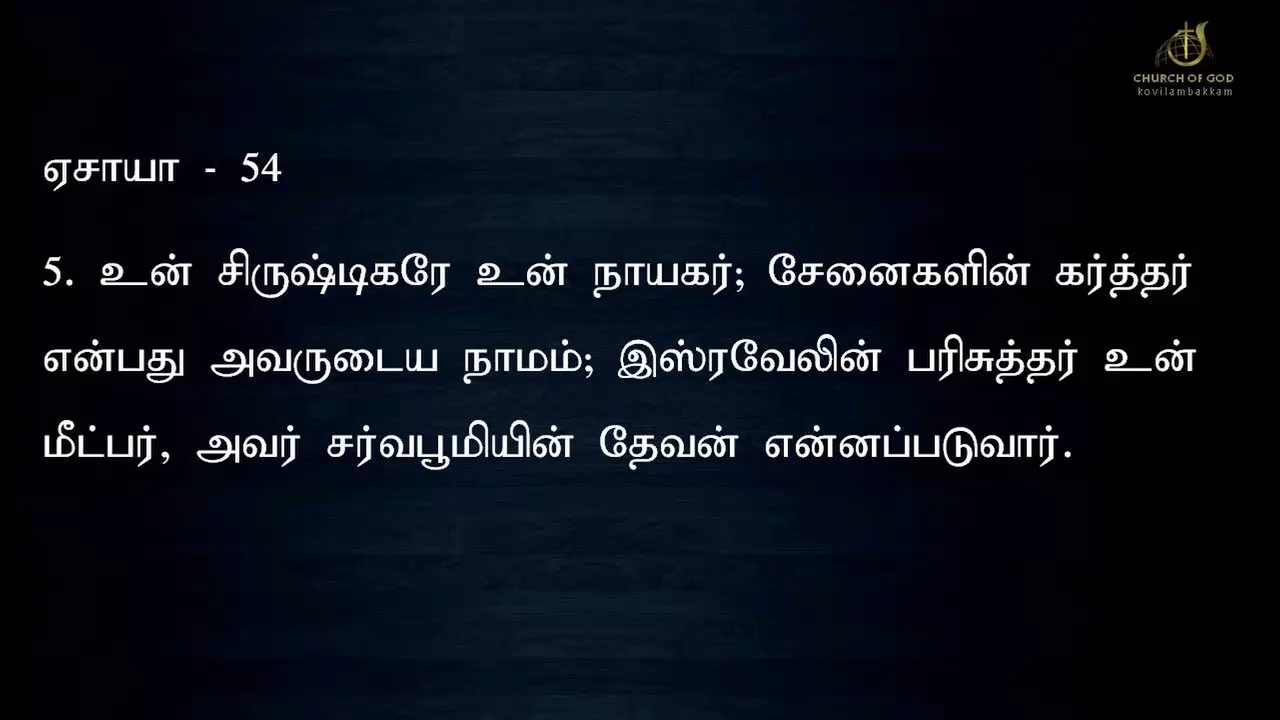 CHURCH OF GOD
kovilambakkam
ஏசாயா - 54
5. உன் சிருஷ்டிகரே உன் நாயகர்; சேனைகளின் கர்த்தர்
என்பது அவருடைய நாமம்; இஸ்ரவேலின் பரிசுத்தர் உன்
மீட்பர், அவர் சர்வபூமியின் தேவன் என்னப்படுவார்.